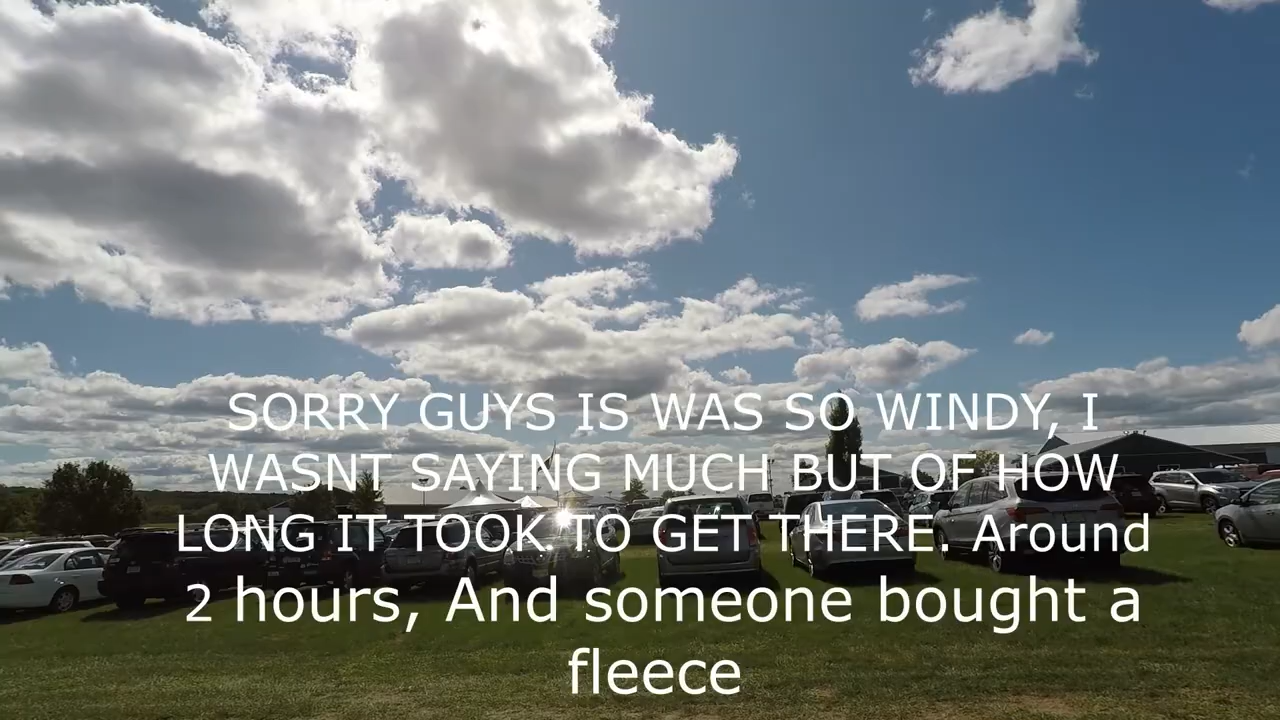 SORRY GUYS IS WAS SO WINDY, I
WASNT SAYING MUCH BUT OF HOW
LONG IT TOOK TO GET THERE. Around
2 hours, And someone bought a
fleece